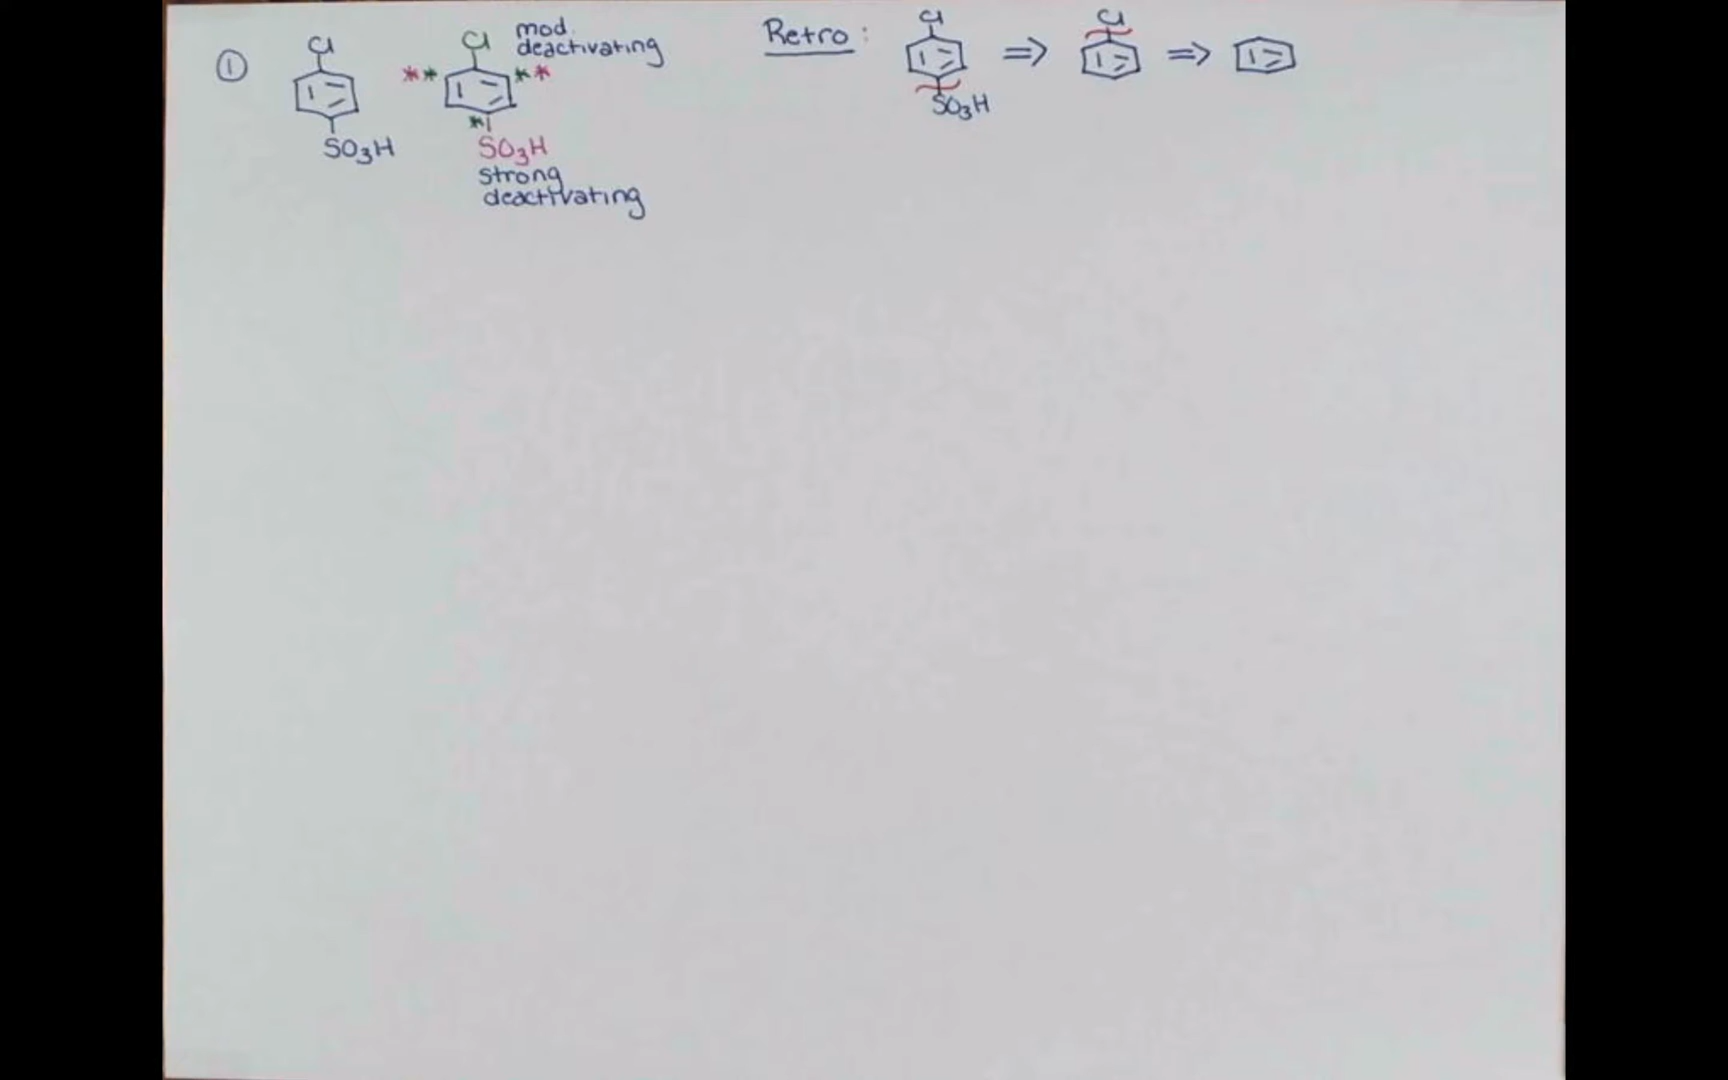 ①
Cl
SO₃H
Cl
mod.
deactivating
** **
*
SO₃H
strong
deactivating
Retro:
Cl
SO₃H
⇒
Cl
⇒